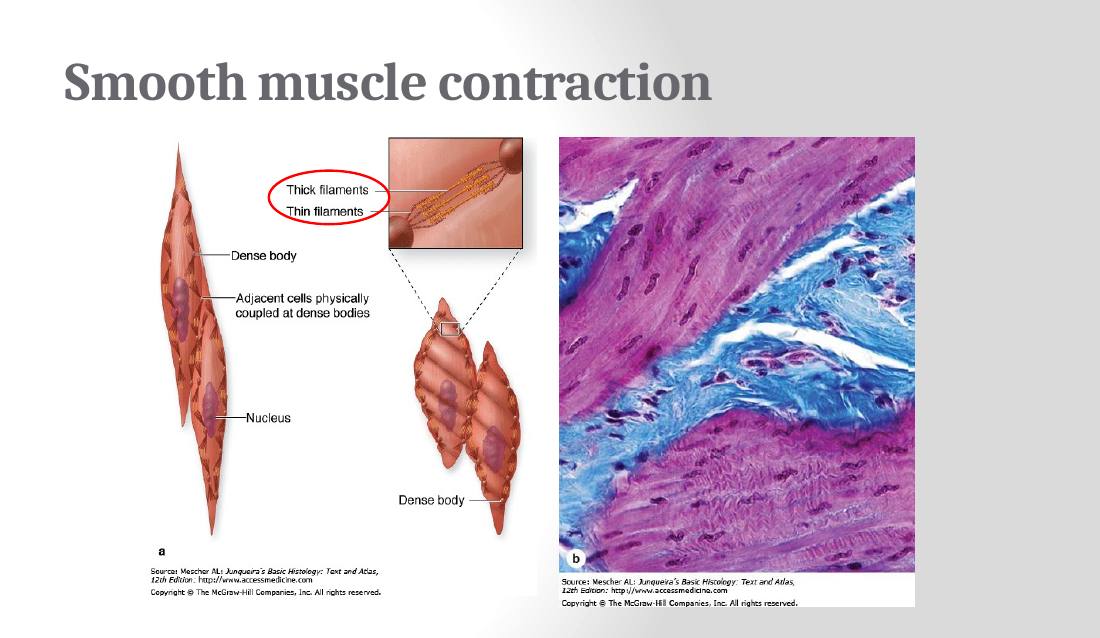 Smooth muscle contraction
Thick filaments
Thin filaments
Dense body
Adjacent cells physically
coupled at dense bodies
Nucleus
Dense body
a
Source: Mescher AL: Junqueira's Basic Histology: Text and Atlas,
12th Edition: http://www.accessmedicine.com
Copyright © The McGraw-Hill Companies, Inc. All rights reserved.
b
Source: Mescher AL: Junqueira's Basic Histology: Text and Atlas,
12th Edition: http://www.accessmedicine.com
Copyright © The McGraw-Hill Companies, Inc. All rights reserved.